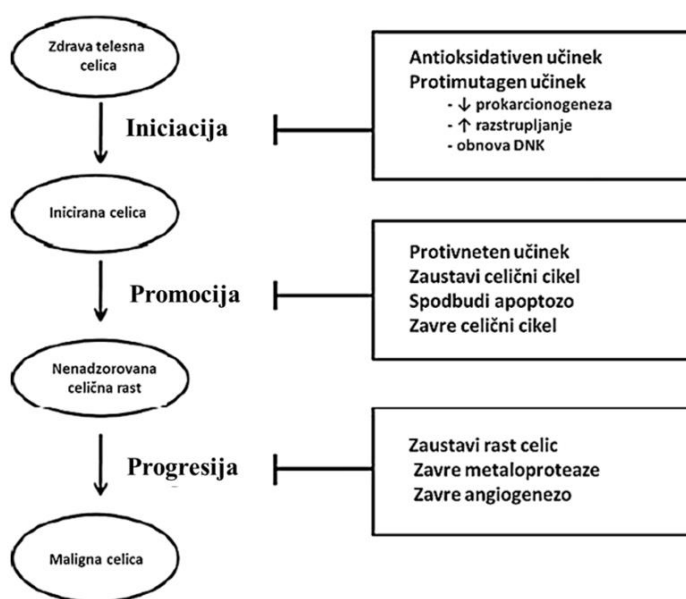 Zdrava telesna
celica
Antioksidativen učinek
Protimutagen učinek
- ↓ prokarcionogeneza
- ↑ razstrupljanje
- obnova DNK
Iniciacija
Inicirana celica
Protivneten učinek
Zaustavi celični cikel
Spodbudi apoptozo
Zavre celični cikel
Promocija
Nenadzorovana
celična rast
Zaustavi rast celic
Zavre metaloproteaze
Zavre angiogenezo
Progresija
Maligna celica